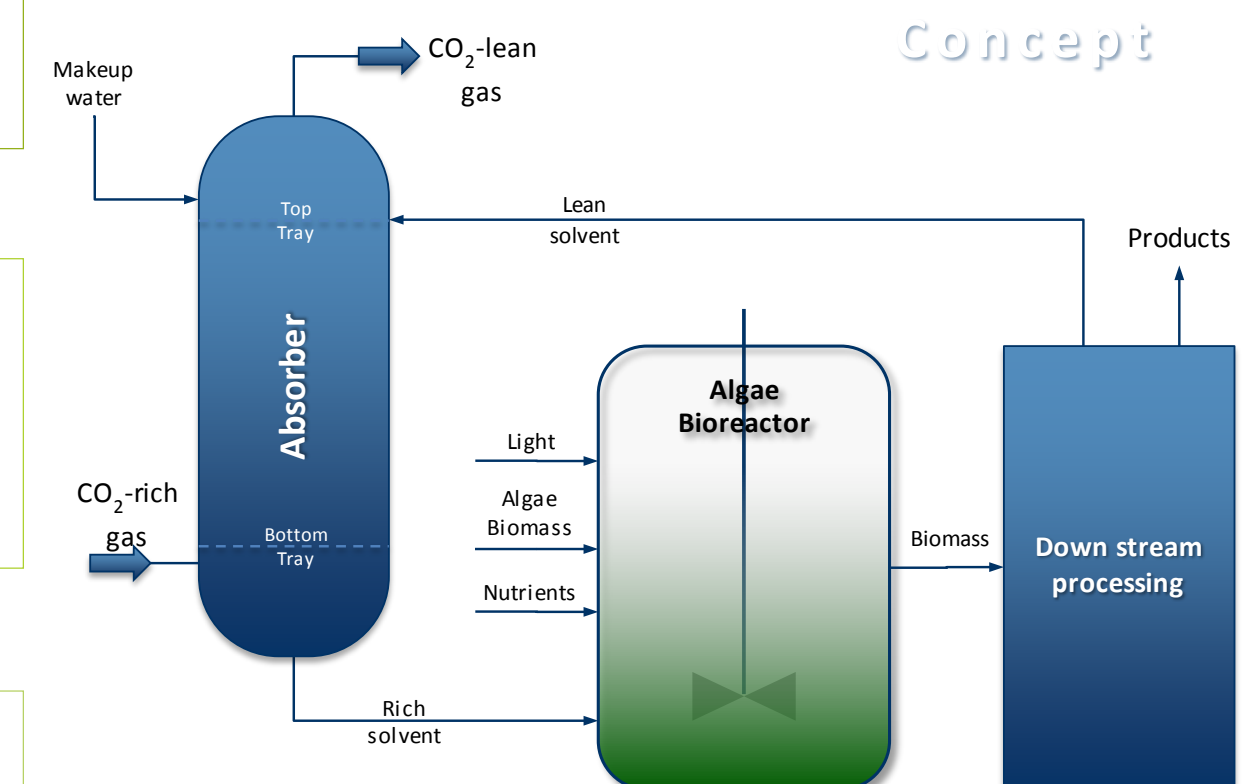 Concept
CO₂-lean
gas
Makeup
water
Top
Tray
Lean
solvent
Products
Absorber
Algae
Bioreactor
Light
CO₂-rich
gas
Algae
Biomass
Bottom
Tray
Biomass
Down stream
processing
Nutrients
Rich
solvent